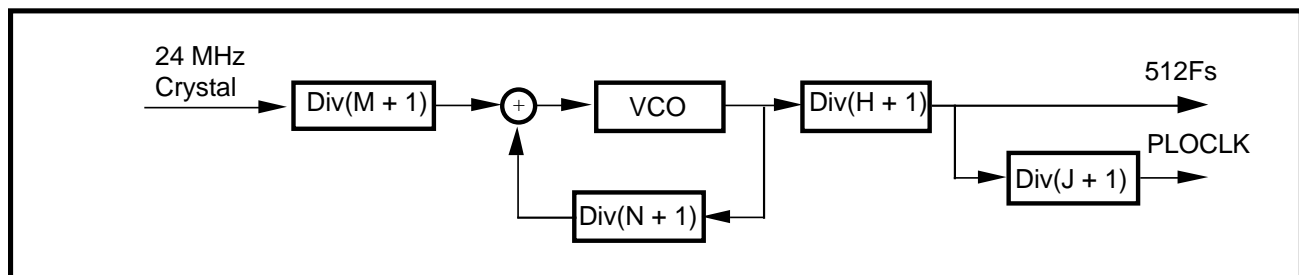 24 MHz
Crystal
Div(M + 1)
+
VCO
Div(H + 1)
512Fs
PLOCLK
Div(J + 1)
Div(N + 1)